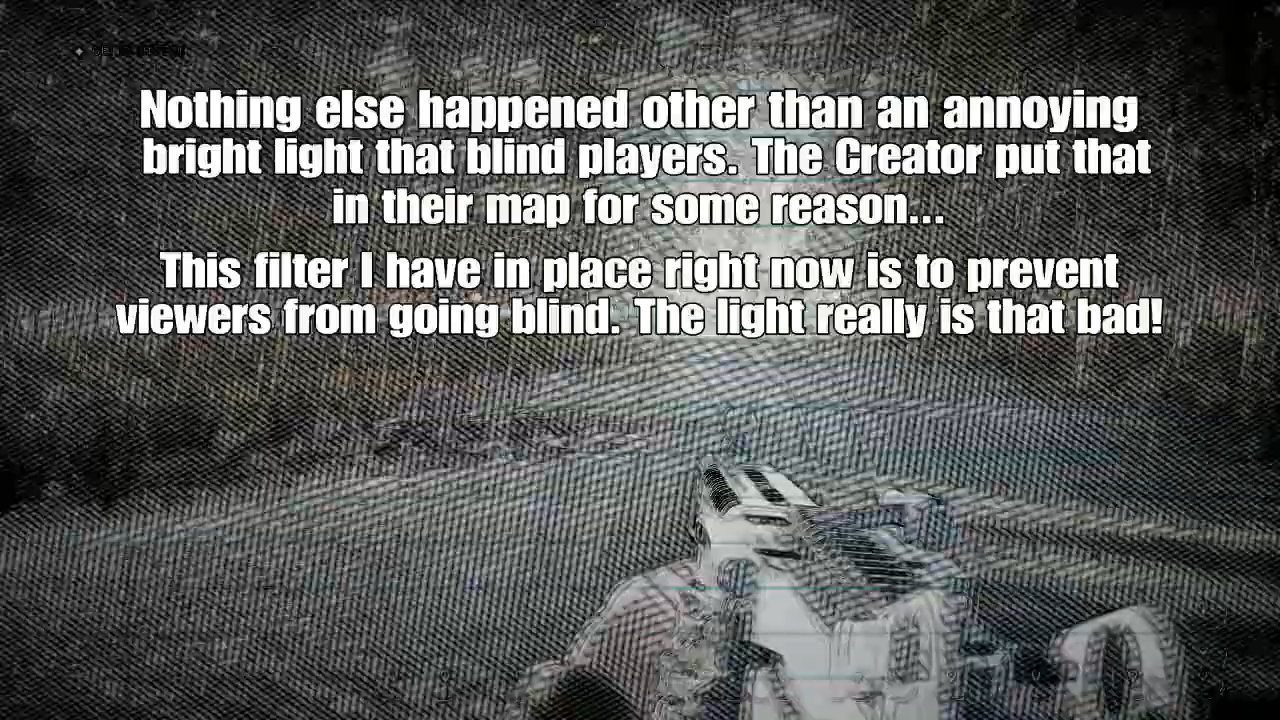 Nothing else happened other than an annoying
bright light that blind players. The Creator put that
in their map for some reason...
This filter I have in place right now is to prevent
viewers from going blind. The light really is that bad!